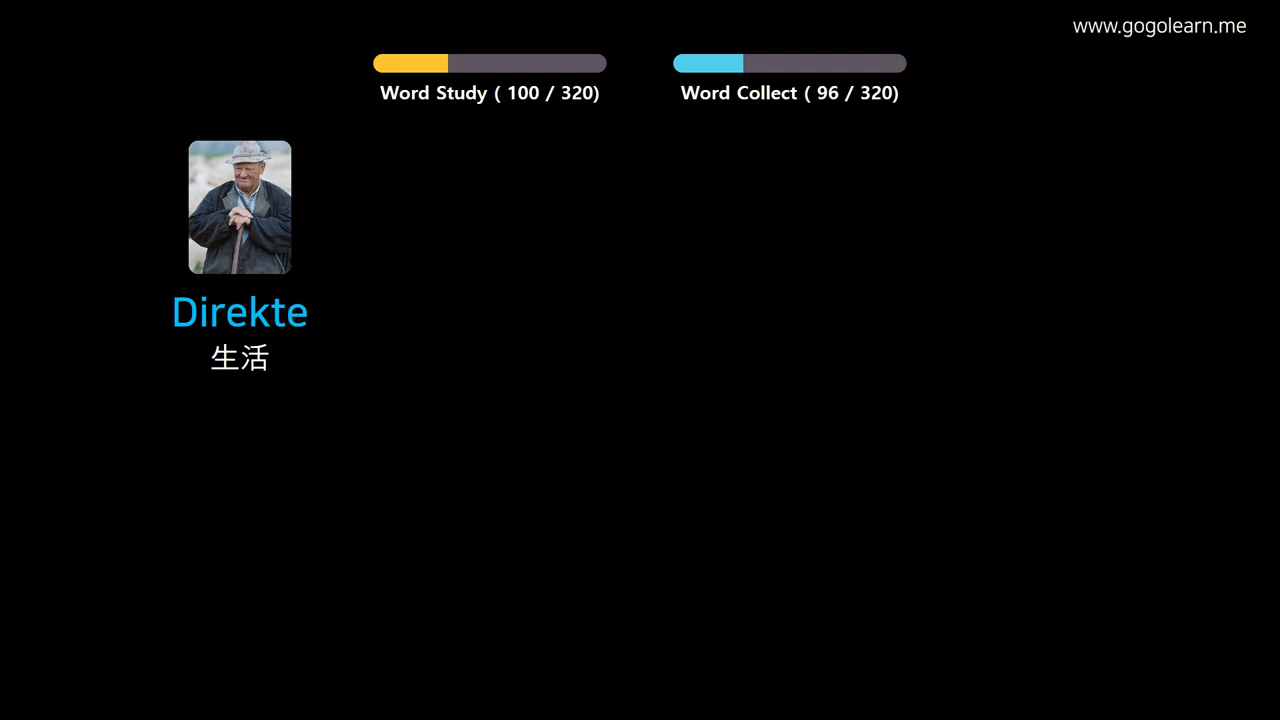 www.gogolearn.me
Word Study ( 100 / 320)
Word Collect ( 96 / 320)
Direkte
生活